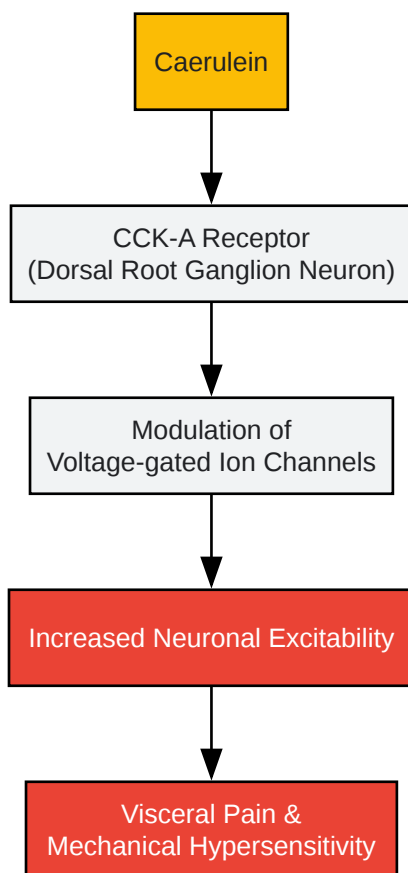 Caerulein
CCK-A Receptor
(Dorsal Root Ganglion Neuron)
Modulation of
Voltage-gated Ion Channels
Increased Neuronal Excitability
Visceral Pain &
Mechanical Hypersensitivity